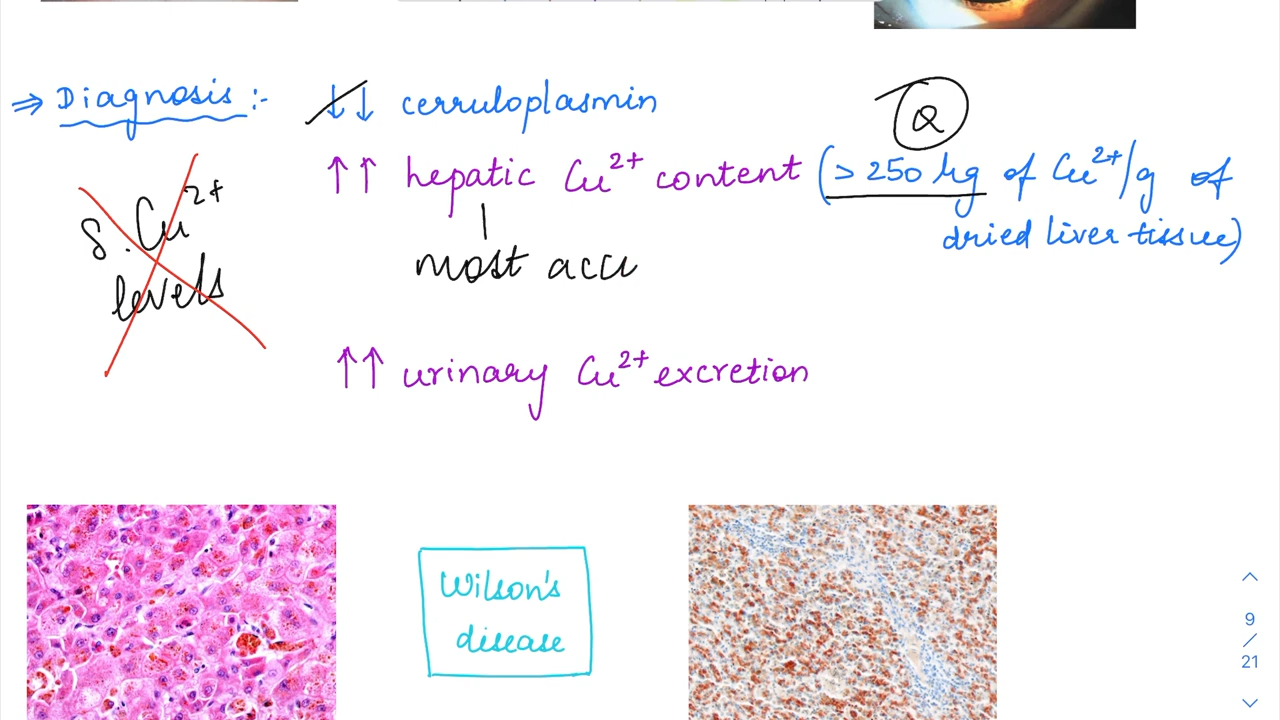 ⇒ Diagnosis :- ↓↓ cerruloplasmin
Q
↑↑ hepatic Cu²⁺ content (> 250 μg of Cu²⁺/g of
dried liver tissue)
S. Cu²⁺
levels
most accu
↑↑ urinary Cu²⁺ excretion
Wilson's
disease
9
/
21